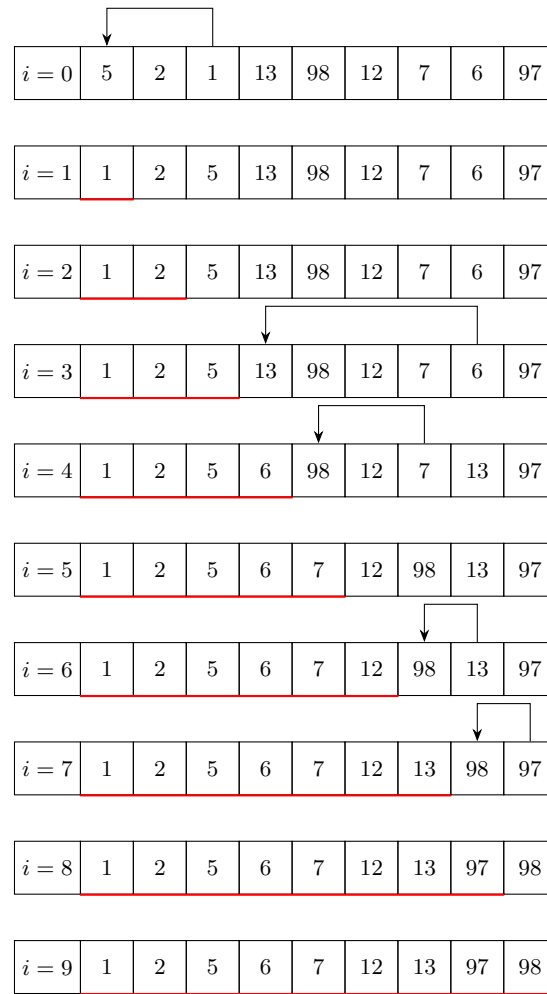 i = 0 5 2 1 13 98 12 7 6 97
i = 1 1 2 5 13 98 12 7 6 97
i = 2 1 2 5 13 98 12 7 6 97
i = 3 1 2 5 13 98 12 7 6 97
i = 4 1 2 5 6 98 12 7 13 97
i = 5 1 2 5 6 7 12 98 13 97
i = 6 1 2 5 6 7 12 98 13 97
i = 7 1 2 5 6 7 12 13 98 97
i = 8 1 2 5 6 7 12 13 97 98
i = 9 1 2 5 6 7 12 13 97 98